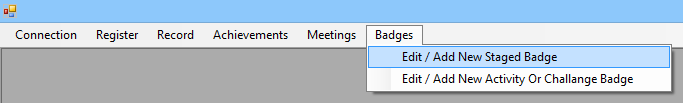 Connection Register Record Achievements Meetings Badges
Edit / Add New Staged Badge
Edit / Add New Activity Or Challange Badge